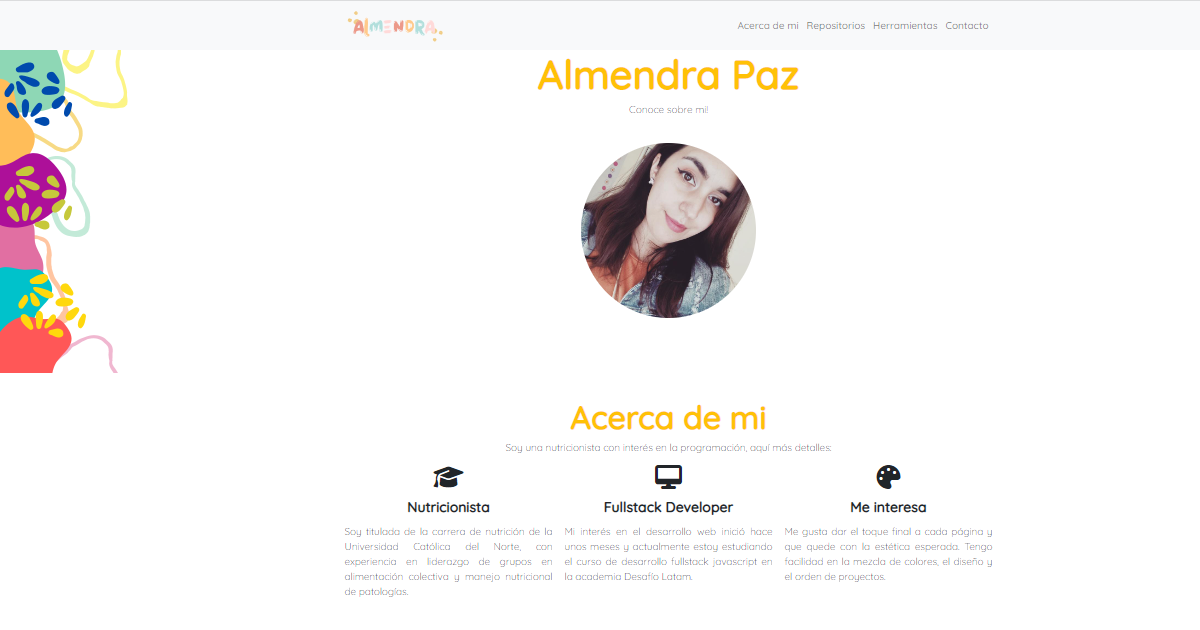 ALMENDRA
Acerca de mi Repositorios Herramientas Contacto
Almendra Paz
Conoce sobre mi!
Acerca de mi
Soy una nutricionista con interés en la programación, aquí más detalles:
Nutricionista
Soy titulada de la carrera de nutrición de la
Universidad Católica del Norte, con
experiencia en liderazgo de grupos en
alimentación colectiva y manejo nutricional
de patologías.
Fullstack Developer
Mi interés en el desarrollo web inició hace
unos meses y actualmente estoy estudiando
el curso de desarrollo fullstack javascript en
la academia Desafío Latam.
Me interesa
Me gusta dar el toque final a cada página y
que quede con la estética esperada. Tengo
facilidad en la mezcla de colores, el diseño y
el orden de proyectos.